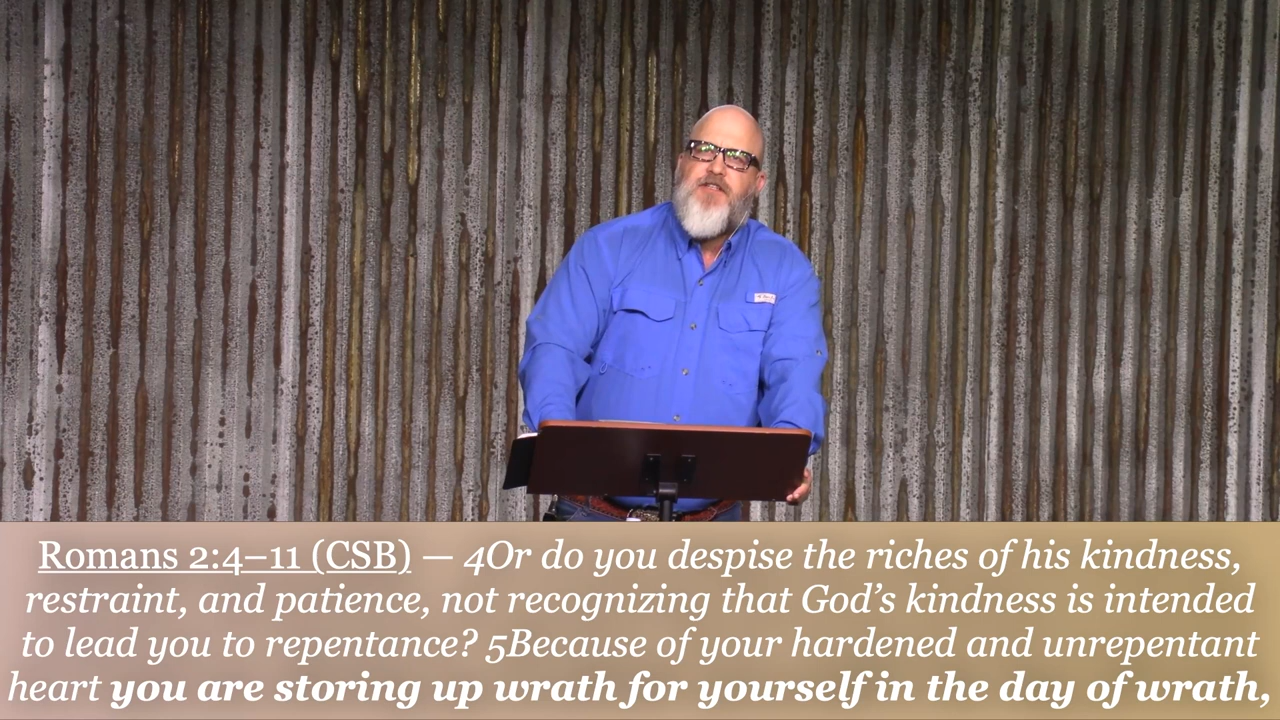 Romans 2:4–11 (CSB) — 4Or do you despise the riches of his kindness,
restraint, and patience, not recognizing that God’s kindness is intended
to lead you to repentance? 5Because of your hardened and unrepentant
heart you are storing up wrath for yourself in the day of wrath,